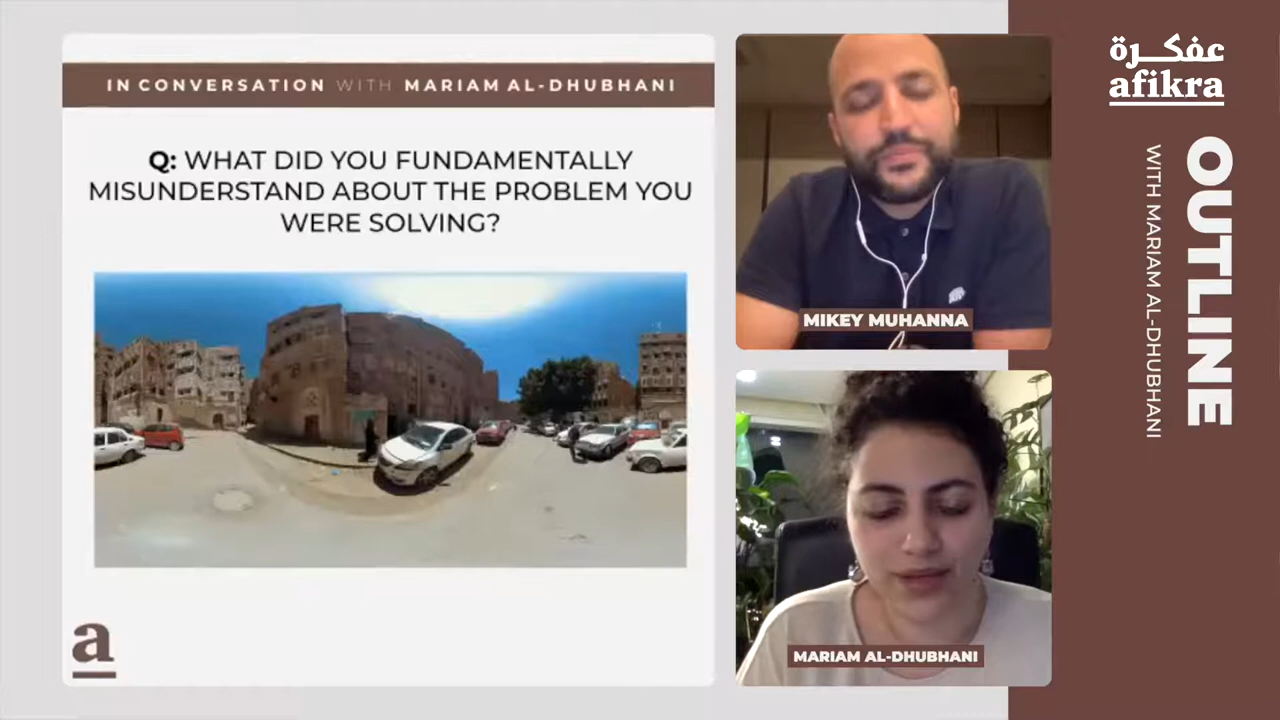 IN CONVERSATION WITH MARIAM AL-DHUBHANI
Q: WHAT DID YOU FUNDAMENTALLY
MISUNDERSTAND ABOUT THE PROBLEM YOU
WERE SOLVING?
a
MIKEY MUHANNA
MARIAM AL-DHUBHANI
عفكرة
afikra
OUTLINE
WITH MARIAM AL-DHUBHANI